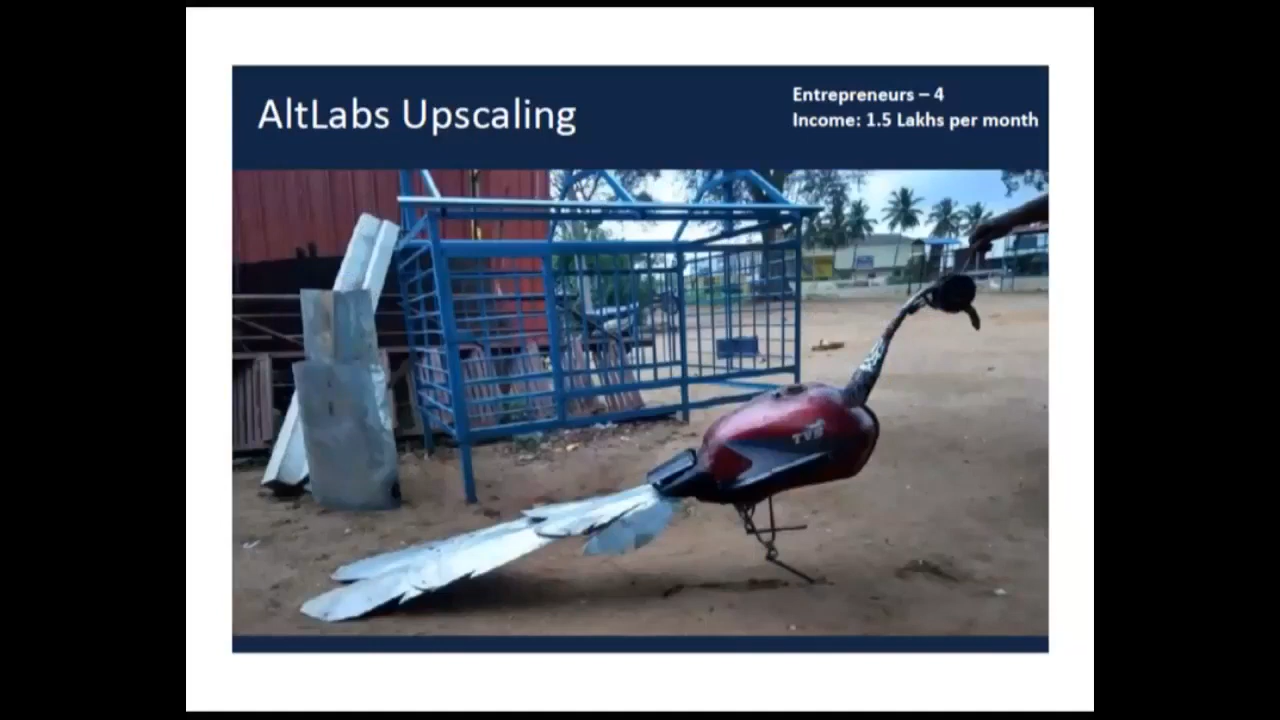 AltLabs Upscaling
Entrepreneurs – 4
Income: 1.5 Lakhs per month
TVS